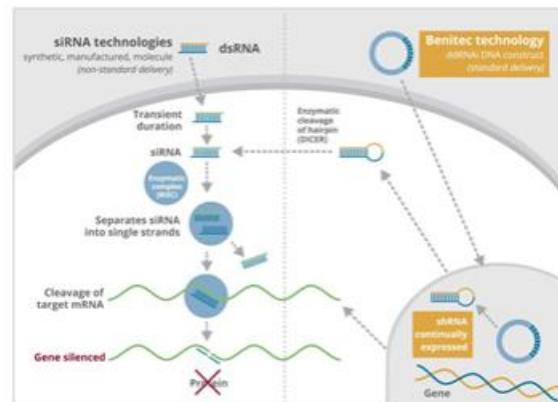 siRNA technologies
synthetic, manufactured, molecule
(non-standard delivery)
dsRNA
Benitec technology
ddRNAi DNA construct
(standard delivery)
Transient
duration
Enzymatic
cleavage
of hairpin
(DICER)
siRNA
Enzymatic
complex
(RISC)
Separates siRNA
into single strands
Cleavage of
target mRNA
shRNA
continually
expressed
Gene silenced
Protein
Gene